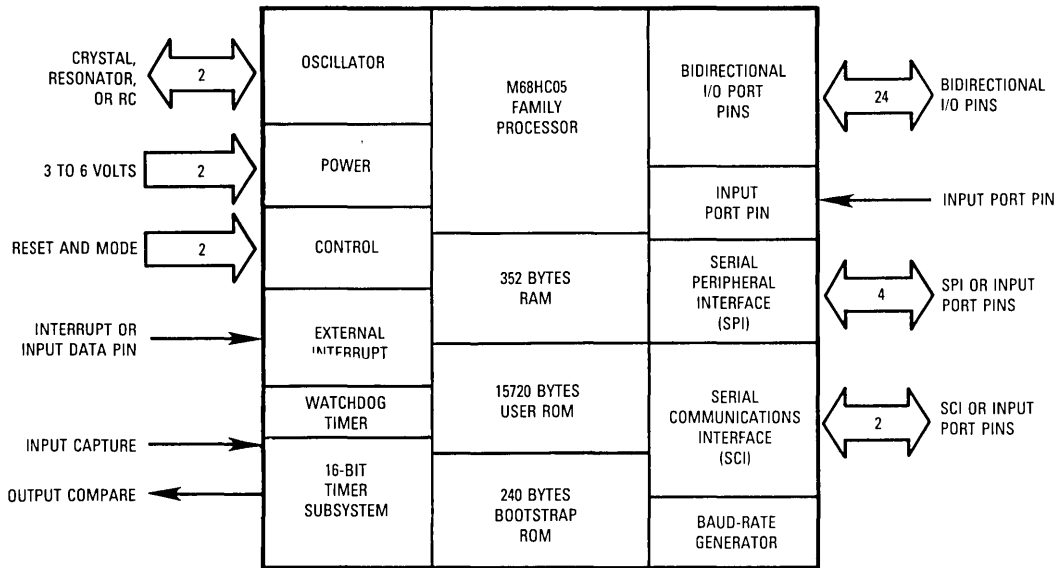 CRYSTAL,
RESONATOR,
OR RC
2
3 TO 6 VOLTS
2
RESET AND MODE
2
INTERRUPT OR
INPUT DATA PIN
INPUT CAPTURE
OUTPUT COMPARE
OSCILLATOR
POWER
CONTROL
EXTERNAL
INTERRUPT
WATCHDOG
TIMER
16-BIT
TIMER
SUBSYSTEM
M68HC05
FAMILY
PROCESSOR
352 BYTES
RAM
15720 BYTES
USER ROM
240 BYTES
BOOTSTRAP
ROM
BIDIRECTIONAL
I/O PORT
PINS
INPUT
PORT PIN
SERIAL
PERIPHERAL
INTERFACE
(SPI)
SERIAL
COMMUNICATIONS
INTERFACE
(SCI)
BAUD-RATE
GENERATOR
24
BIDIRECTIONAL
I/O PINS
INPUT PORT PIN
4
SPI OR INPUT
PORT PINS
2
SCI OR INPUT
PORT PINS